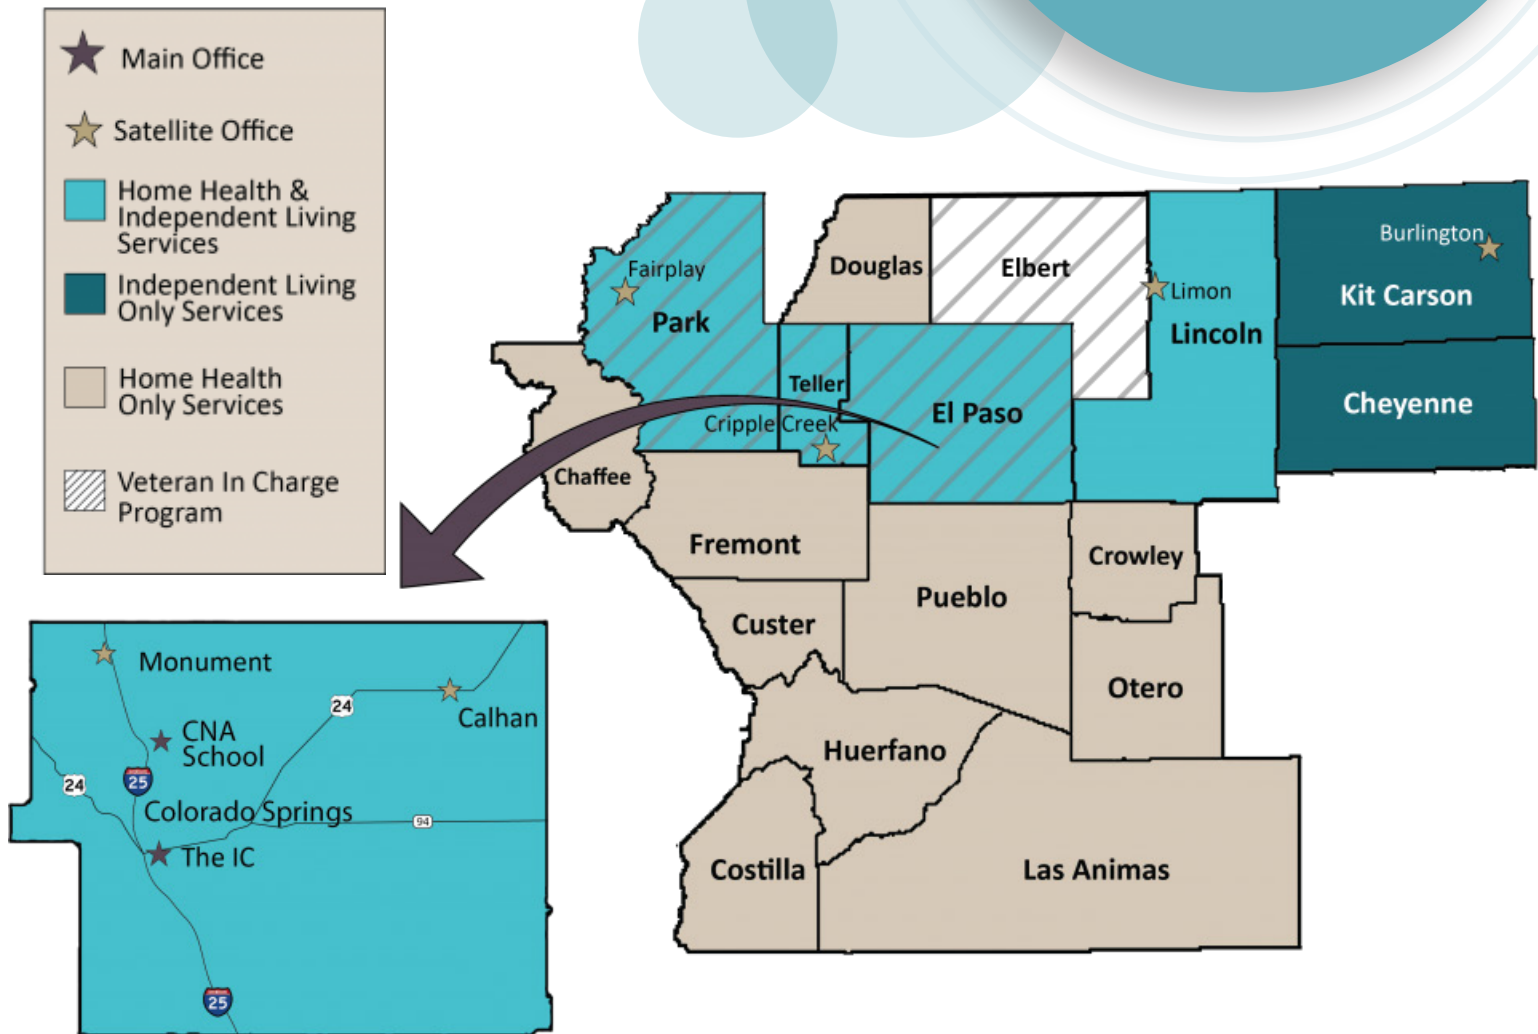 Main Office
Satellite Office
Home Health &
Independent Living
Services
Independent Living
Only Services
Home Health
Only Services
Veteran In Charge
Program
Fairplay
Park
Douglas
Elbert
Limon
Lincoln
Burlington
Kit Carson
Cheyenne
Teller
Cripple Creek
El Paso
Chaffee
Fremont
Crowley
Pueblo
Custer
Otero
Huerfano
Costilla
Las Animas
Monument
24
Calhan
CNA
School
24
25
Colorado Springs
94
The IC
25